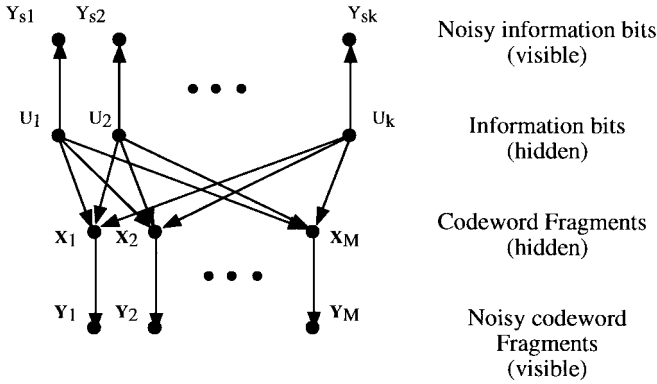 Ys1 Ys2 Ysk
Noisy information bits
(visible)
U1 U2 Uk
Information bits
(hidden)
X1 X2 XM
Codeword Fragments
(hidden)
Y1 Y2 YM
Noisy codeword
Fragments
(visible)